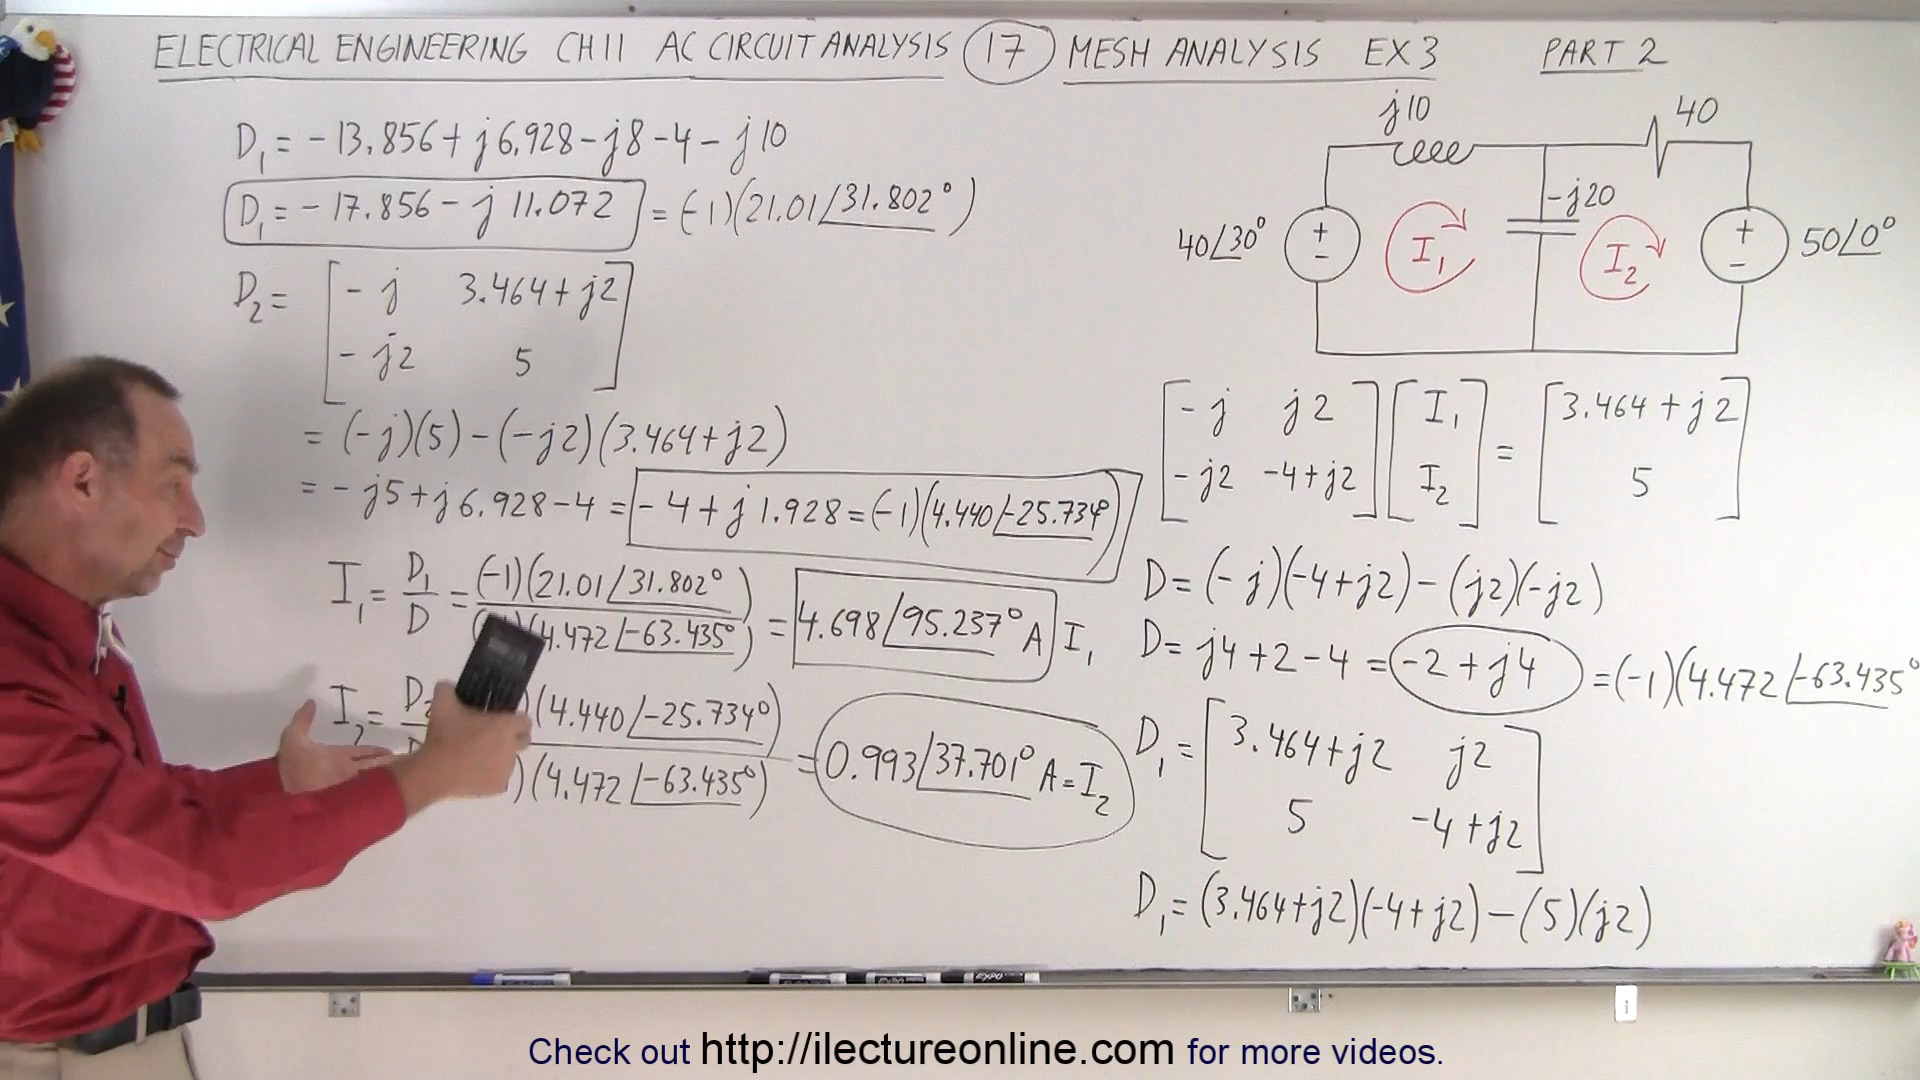 ELECTRICAL ENGINEERING CH 11 AC CIRCUIT ANALYSIS 17 MESH ANALYSIS EX 3 PART 2
D₁ = -13.856 + j6.928 - j8 - 4 - j10
D₁ = -17.856 - j 11.072 = (-1)(21.01/31.802°)
D₂ = [ -j 3.464 + j2
-j2 5 ]
= (-j)(5) - (-j2)(3.464 + j2)
= -j5 + j6.928 - 4 = -4 + j1.928 = (-1)(4.440/-25.734°)
I₁ = D₁/D = (-1)(21.01/31.802°)
(4.472/-63.435°) = 4.698/95.237° A I₁
I₂ = D₂ (4.440/-25.734°)
)(4.472/-63.435°) = 0.993/37.701° A = I₂
j10
40
-j20
40/30°
+
-
I₁
I₂
+
-
50/0°
[ -j j2 ] [ I₁ ] = [ 3.464 + j2 ]
[ -j2 -4+j2 ] [ I₂ ] [ 5 ]
D = (-j)(-4+j2) - (j2)(-j2)
D = j4 + 2 - 4 = -2 + j4 = (-1)(4.472/-63.435°
D₁ = [ 3.464 + j2 j2
5 -4 + j2 ]
D₁ = (3.464+j2)(-4+j2) - (5)(j2)
EXPO
Check out http://ilectureonline.com for more videos.